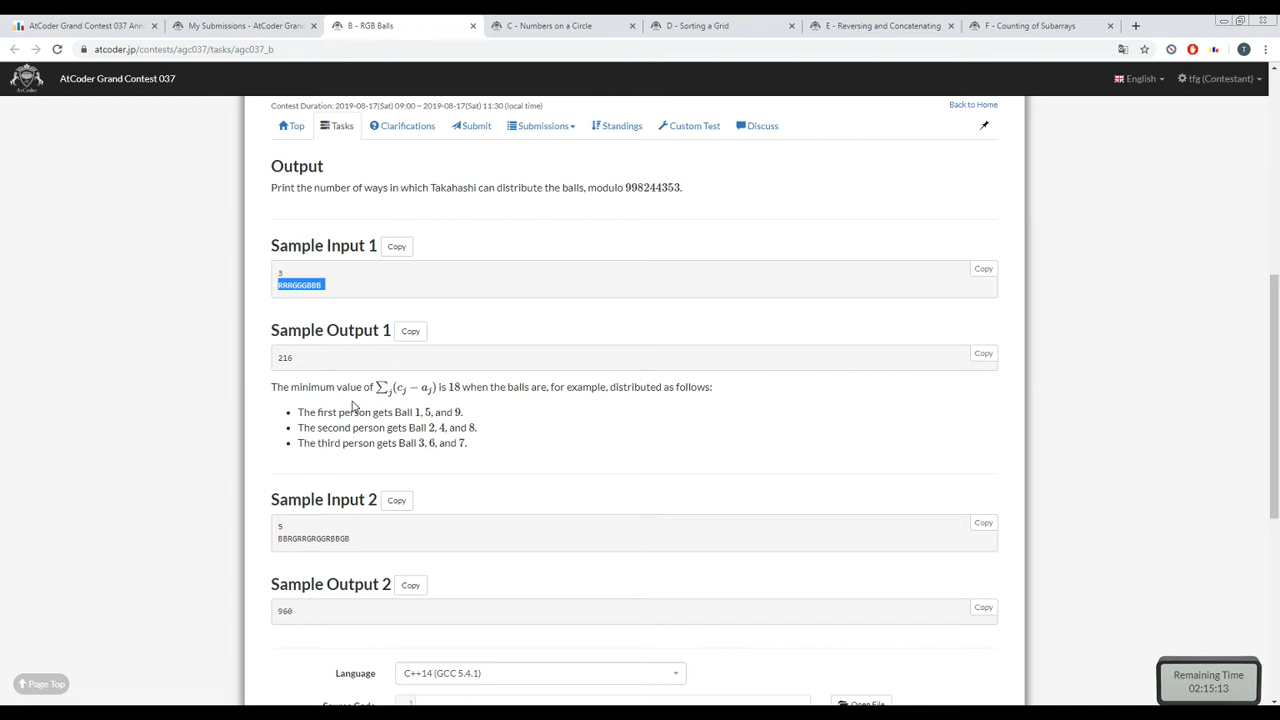 AtCoder Grand Contest 037 Ann
My Submissions - AtCoder Gran
B - RGB Balls
C - Numbers on a Circle
D - Sorting a Grid
E - Reversing and Concatenating
F - Counting of Subarrays
atcoder.jp/contests/agc037/tasks/agc037_b
T
AtCoder Grand Contest 037
English
tfg (Contestant)
Contest Duration: 2019-08-17(Sat) 09:00 ~ 2019-08-17(Sat) 11:30 (local time)
Back to Home
Top
Tasks
Clarifications
Submit
Submissions
Standings
Custom Test
Discuss
Output
Print the number of ways in which Takahashi can distribute the balls, modulo 998244353.
Sample Input 1
Copy
Copy
3
RRRGGGBBB
Sample Output 1
Copy
Copy
216
The minimum value of ∑j(cj − aj) is 18 when the balls are, for example, distributed as follows:
• The first person gets Ball 1, 5, and 9.
• The second person gets Ball 2, 4, and 8.
• The third person gets Ball 3, 6, and 7.
Sample Input 2
Copy
Copy
5
BBRGRRGRGGRBBGB
Sample Output 2
Copy
Copy
960
Language
C++14 (GCC 5.4.1)
Source Code
1
Open File
Page Top
Remaining Time
02:15:13